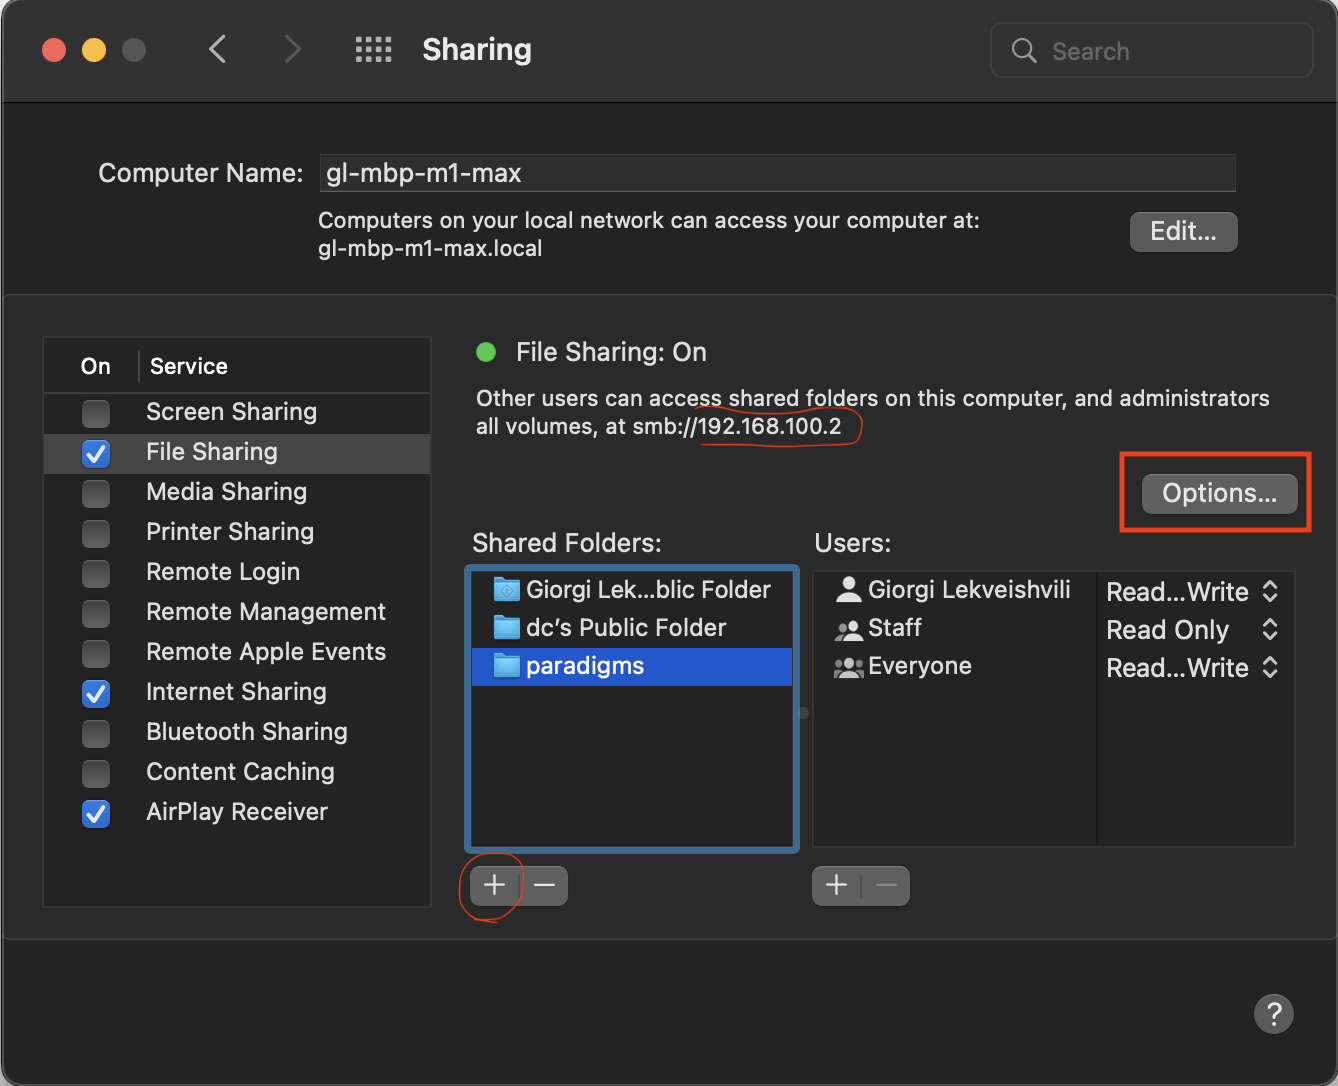 Sharing
Search
Computer Name: gl-mbp-m1-max
Computers on your local network can access your computer at:
gl-mbp-m1-max.local
Edit...
On Service
Screen Sharing
File Sharing
Media Sharing
Printer Sharing
Remote Login
Remote Management
Remote Apple Events
Internet Sharing
Bluetooth Sharing
Content Caching
AirPlay Receiver
File Sharing: On
Other users can access shared folders on this computer, and administrators
all volumes, at smb://192.168.100.2
Options...
Shared Folders:
Giorgi Lek...blic Folder
dc's Public Folder
paradigms
Users:
Giorgi Lekveishvili Read...Write
Staff Read Only
Everyone Read...Write
+ −
+ −
?